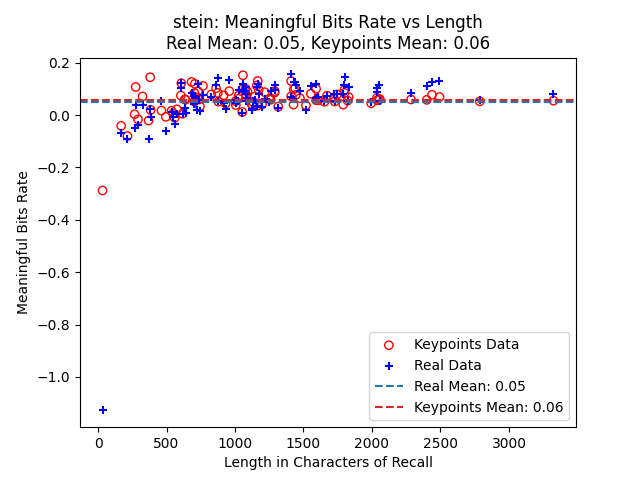 stein: Meaningful Bits Rate vs Length
Real Mean: 0.05, Keypoints Mean: 0.06
0.2
0.0
−0.2
−0.4
−0.6
−0.8
−1.0
Meaningful Bits Rate
Keypoints Data
Real Data
Real Mean: 0.05
Keypoints Mean: 0.06
0 500 1000 1500 2000 2500 3000
Length in Characters of Recall